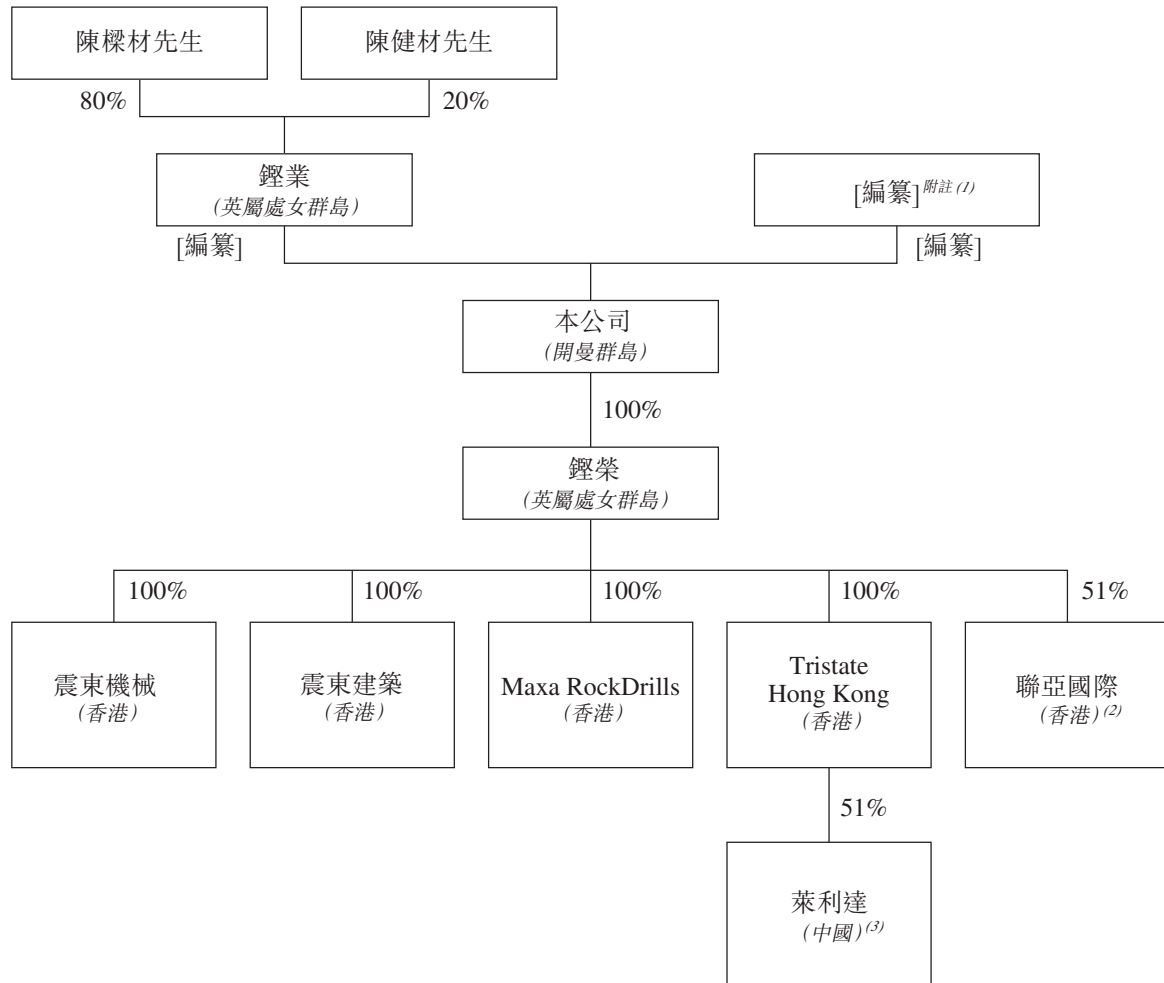 陳樑材先生
陳健材先生
80%
20%
鏗業
(英屬處女群島)
[編纂]附註(1)
[編纂]
[編纂]
本公司
(開曼群島)
100%
鏗榮
(英屬處女群島)
100%
100%
100%
100%
51%
震東機械
(香港)
震東建築
(香港)
Maxa RockDrills
(香港)
Tristate
Hong Kong
(香港)
聯亞國際
(香港)(2)
51%
萊利達
(中國)(3)